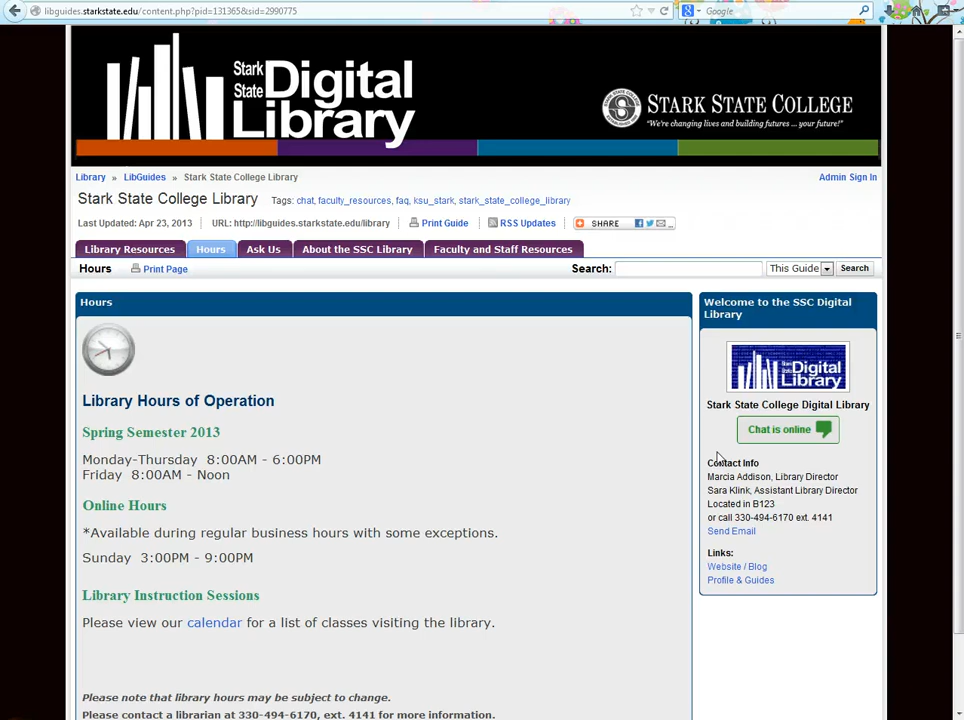 libguides.starkstate.edu/content.php?pid=131365&sid=2990775
Google
Stark State Digital Library
STARK STATE COLLEGE
"We're changing lives and building futures ... your future!"
Library » LibGuides » Stark State College Library
Admin Sign In
Stark State College Library Tags: chat, faculty_resources, faq, ksu_stark, stark_state_college_library
Last Updated: Apr 23, 2013 URL: http://libguides.starkstate.edu/library Print Guide RSS Updates SHARE
Library Resources Hours Ask Us About the SSC Library Faculty and Staff Resources
Hours Print Page Search: This Guide Search
Hours
Library Hours of Operation
Spring Semester 2013
Monday-Thursday 8:00AM - 6:00PM
Friday 8:00AM - Noon
Online Hours
*Available during regular business hours with some exceptions.
Sunday 3:00PM - 9:00PM
Library Instruction Sessions
Please view our calendar for a list of classes visiting the library.
Please note that library hours may be subject to change.
Please contact a librarian at 330-494-6170, ext. 4141 for more information.
Welcome to the SSC Digital
Library
Digital
Library
Stark State College Digital Library
Chat is online
Contact Info
Marcia Addison, Library Director
Sara Klink, Assistant Library Director
Located in B123
or call 330-494-6170 ext. 4141
Send Email
Links:
Website / Blog
Profile & Guides